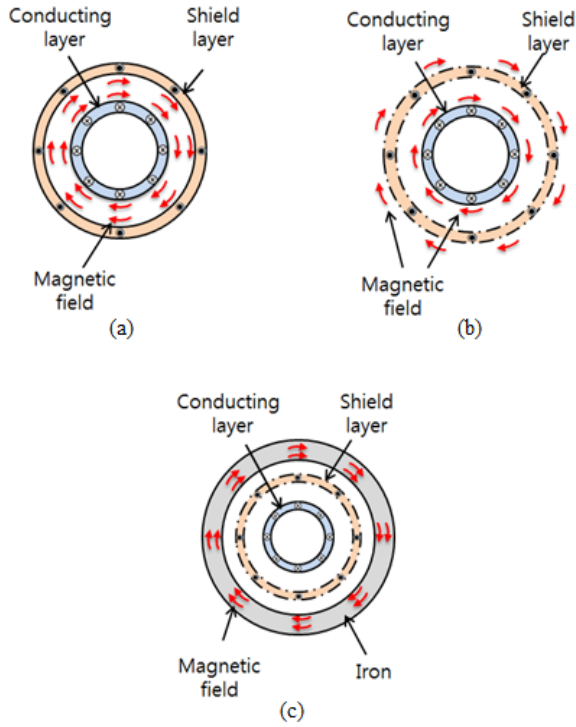 Conducting
layer
Shield
layer
Magnetic
field
(a)
Conducting
layer
Shield
layer
Magnetic
field
(b)
Conducting
layer
Shield
layer
Magnetic
field
Iron
(c)